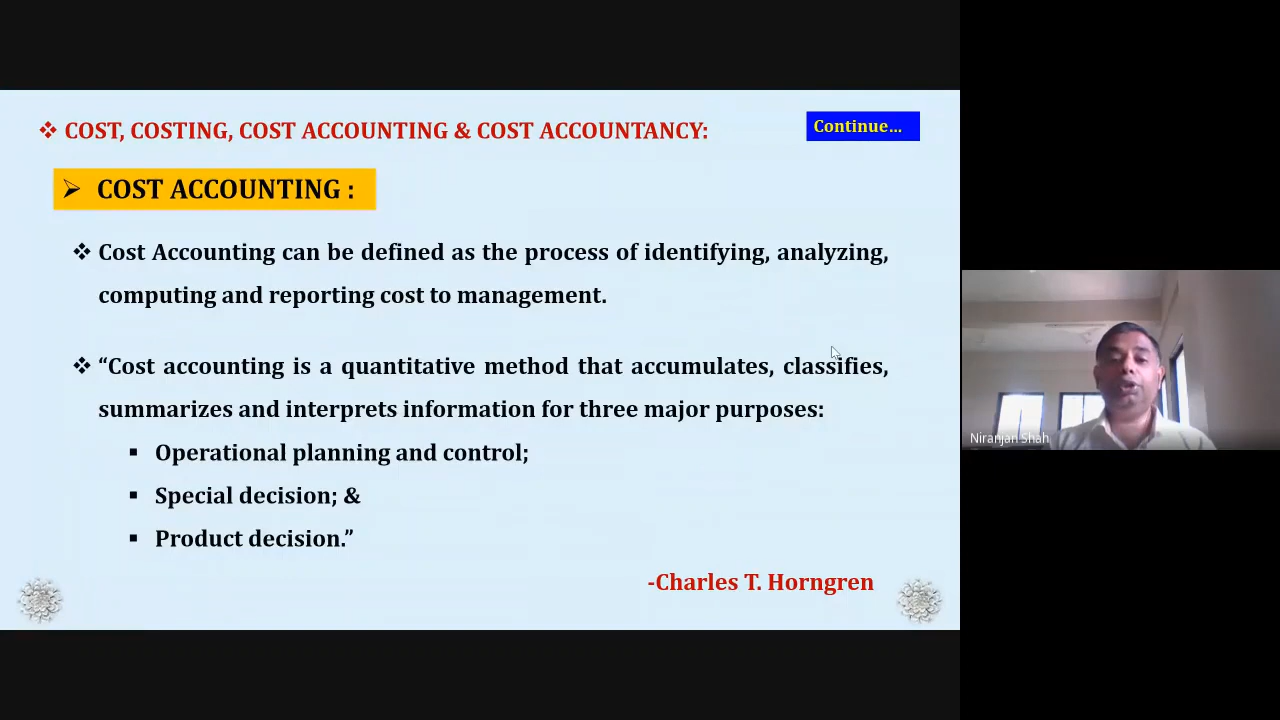 COST, COSTING, COST ACCOUNTING & COST ACCOUNTANCY:
Continue...
COST ACCOUNTING :
Cost Accounting can be defined as the process of identifying, analyzing,
computing and reporting cost to management.
“Cost accounting is a quantitative method that accumulates, classifies,
summarizes and interprets information for three major purposes:
Operational planning and control;
Special decision; &
Product decision.”
-Charles T. Horngren
Niranjan Shah